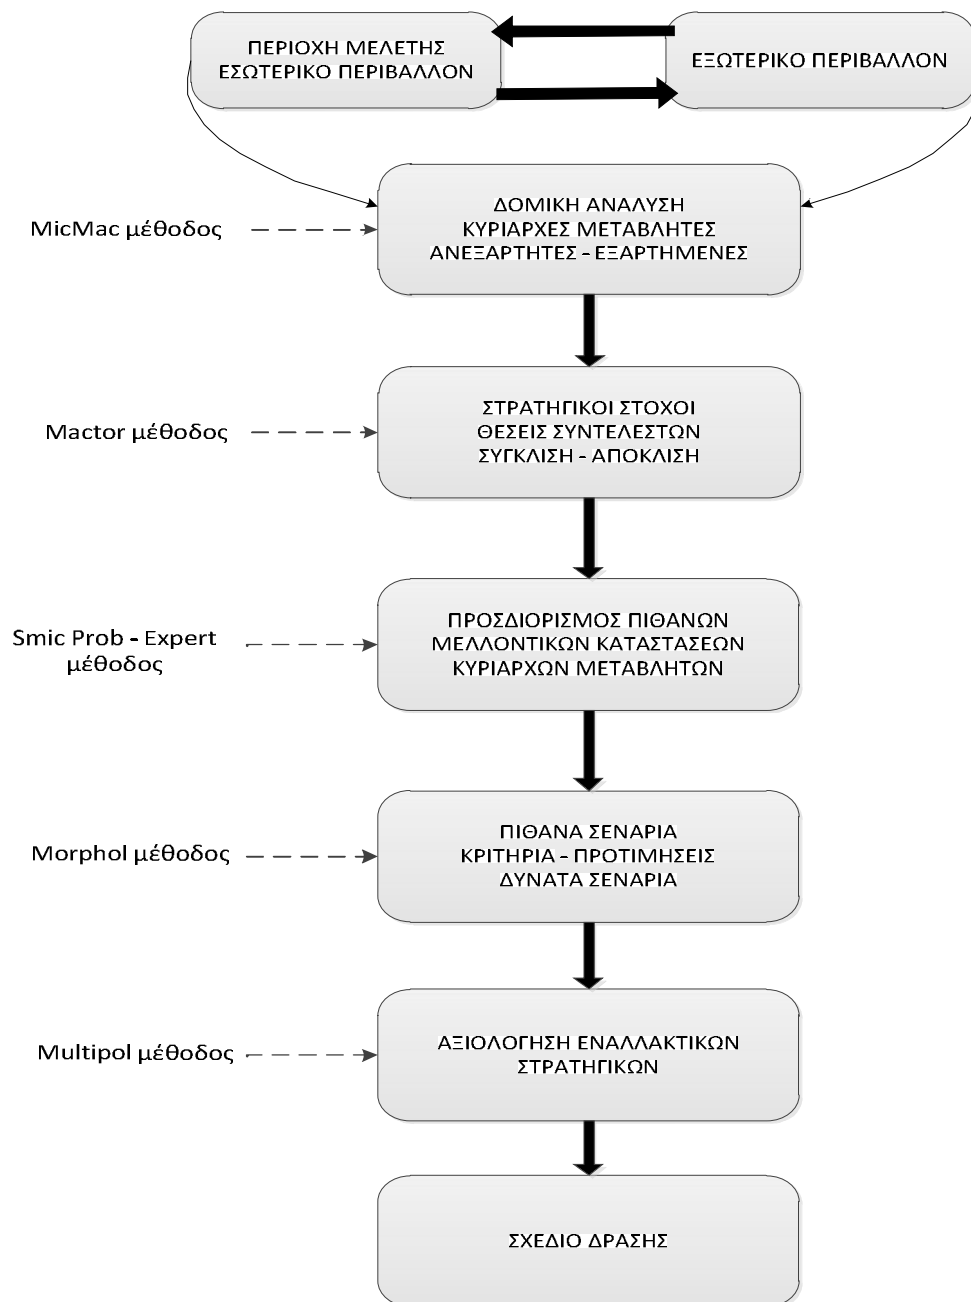 ΠΕΡΙΟΧΗ ΜΕΛΕΤΗΣ
ΕΣΩΤΕΡΙΚΟ ΠΕΡΙΒΑΛΛΟΝ
ΕΞΩΤΕΡΙΚΟ ΠΕΡΙΒΑΛΛΟΝ
MicMac μέθοδος
ΔΟΜΙΚΗ ΑΝΑΛΥΣΗ
ΚΥΡΙΑΡΧΕΣ ΜΕΤΑΒΛΗΤΕΣ
ΑΝΕΞΑΡΤΗΤΕΣ - ΕΞΑΡΤΗΜΕΝΕΣ
Mactor μέθοδος
ΣΤΡΑΤΗΓΙΚΟΙ ΣΤΟΧΟΙ
ΘΕΣΕΙΣ ΣΥΝΤΕΛΕΣΤΩΝ
ΣΥΓΚΛΙΣΗ - ΑΠΟΚΛΙΣΗ
Smic Prob - Expert
μέθοδος
ΠΡΟΣΔΙΟΡΙΣΜΟΣ ΠΙΘΑΝΩΝ
ΜΕΛΛΟΝΤΙΚΩΝ ΚΑΤΑΣΤΑΣΕΩΝ
ΚΥΡΙΑΡΧΩΝ ΜΕΤΑΒΛΗΤΩΝ
Morphol μέθοδος
ΠΙΘΑΝΑ ΣΕΝΑΡΙΑ
ΚΡΙΤΗΡΙΑ - ΠΡΟΤΙΜΗΣΕΙΣ
ΔΥΝΑΤΑ ΣΕΝΑΡΙΑ
Multipol μέθοδος
ΑΞΙΟΛΟΓΗΣΗ ΕΝΑΛΛΑΚΤΙΚΩΝ
ΣΤΡΑΤΗΓΙΚΩΝ
ΣΧΕΔΙΟ ΔΡΑΣΗΣ